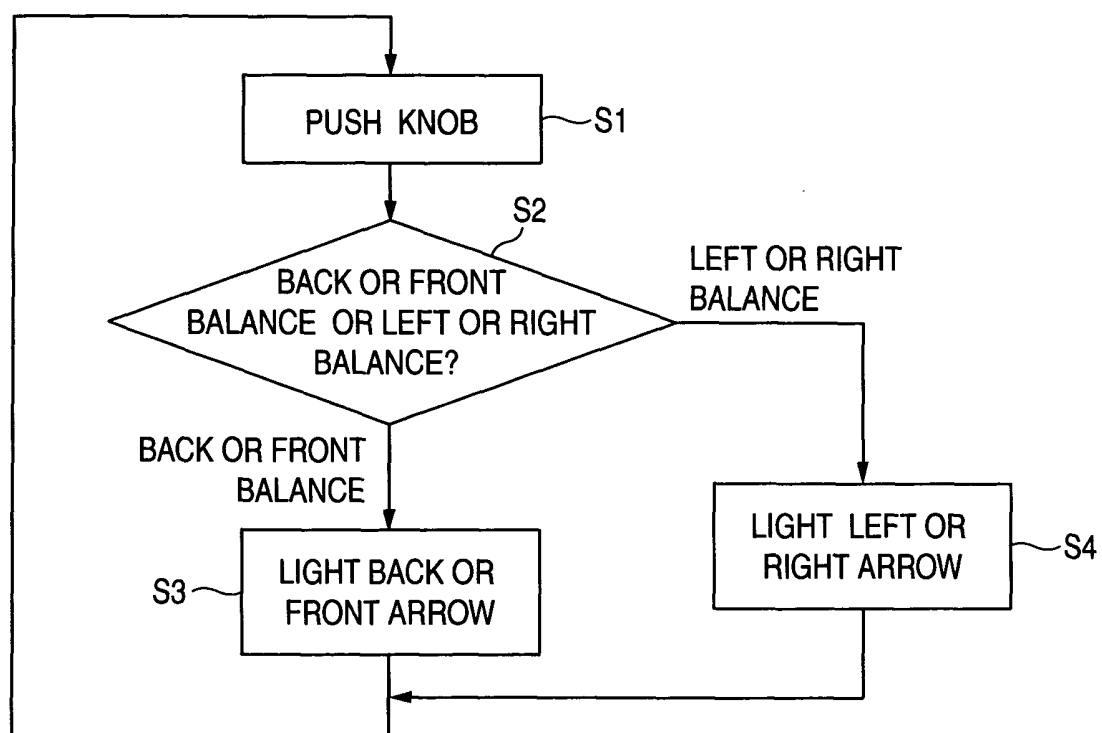 PUSH KNOB
S1
S2
BACK OR FRONT
BALANCE OR LEFT OR RIGHT
BALANCE?
LEFT OR RIGHT
BALANCE
BACK OR FRONT
BALANCE
S3
LIGHT BACK OR
FRONT ARROW
LIGHT LEFT OR
RIGHT ARROW
S4